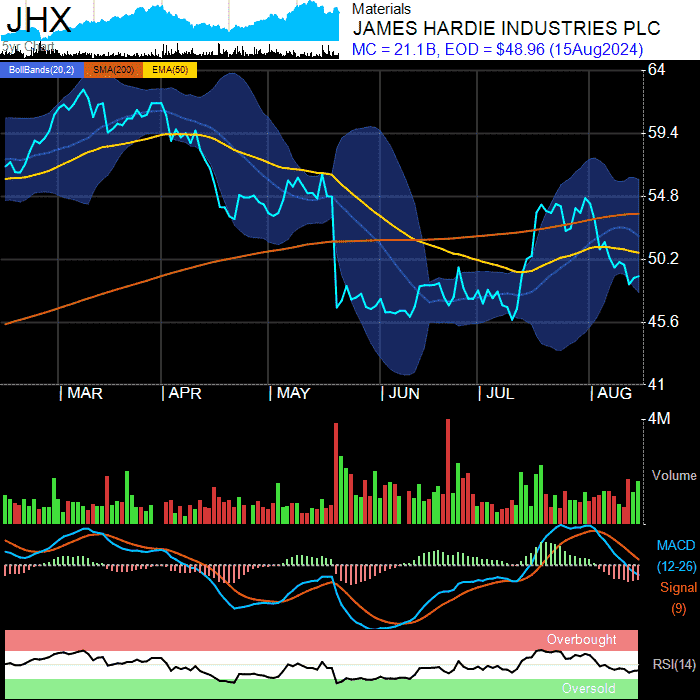 JHX
5yr Chart
Materials
JAMES HARDIE INDUSTRIES PLC
MC = 21.1B, EOD = $48.96 (15Aug2024)
BollBands(20,2) SMA(200) EMA(50)
64
59.4
54.8
50.2
45.6
41
MAR APR MAY JUN JUL AUG
4M
Volume
MACD
(12-26)
Signal
(9)
Overbought
RSI(14)
Oversold